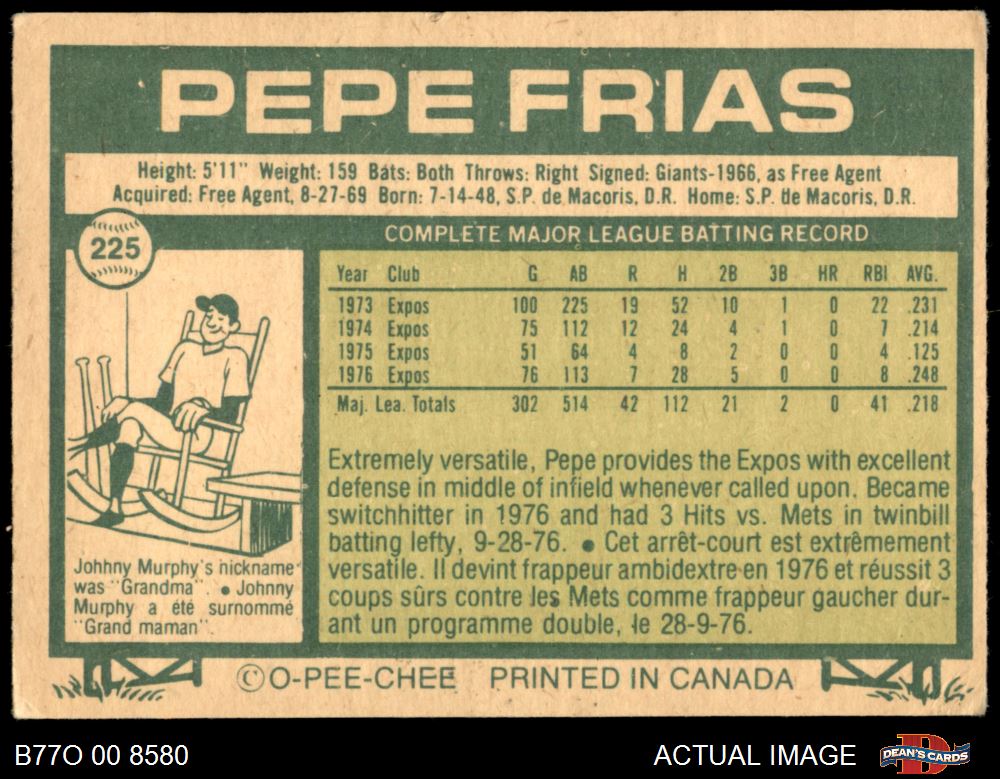 PEPE FRIAS
Height: 5'11" Weight: 159 Bats: Both Throws: Right Signed: Giants-1966, as Free Agent
Acquired: Free Agent, 8-27-69 Born: 7-14-48, S.P. de Macoris, D.R. Home: S.P. de Macoris, D.R.
225
COMPLETE MAJOR LEAGUE BATTING RECORD
Year Club G AB R H 2B 3B HR RBI AVG.
1973 Expos 100 225 19 52 10 1 0 22 .231
1974 Expos 75 112 12 24 4 1 0 7 .214
1975 Expos 51 64 4 8 2 0 0 4 .125
1976 Expos 76 113 7 28 5 0 0 8 .248
Maj. Lea. Totals 302 514 42 112 21 2 0 41 .218
Extremely versatile, Pepe provides the Expos with excellent
defense in middle of infield whenever called upon. Became
switchhitter in 1976 and had 3 Hits vs. Mets in twinbill
batting lefty, 9-28-76. ● Cet arrêt-court est extrêmement
versatile. Il devint frappeur ambidextre en 1976 et réussit 3
coups sûrs contre les Mets comme frappeur gaucher dur-
ant un programme double, le 28-9-76.
Johhny Murphy's nickname
was "Grandma". ● Johnny
Murphy a été surnommé
"Grand maman"
©O-PEE-CHEE PRINTED IN CANADA
B77O 00 8580
ACTUAL IMAGE
DEAN'S CARDS